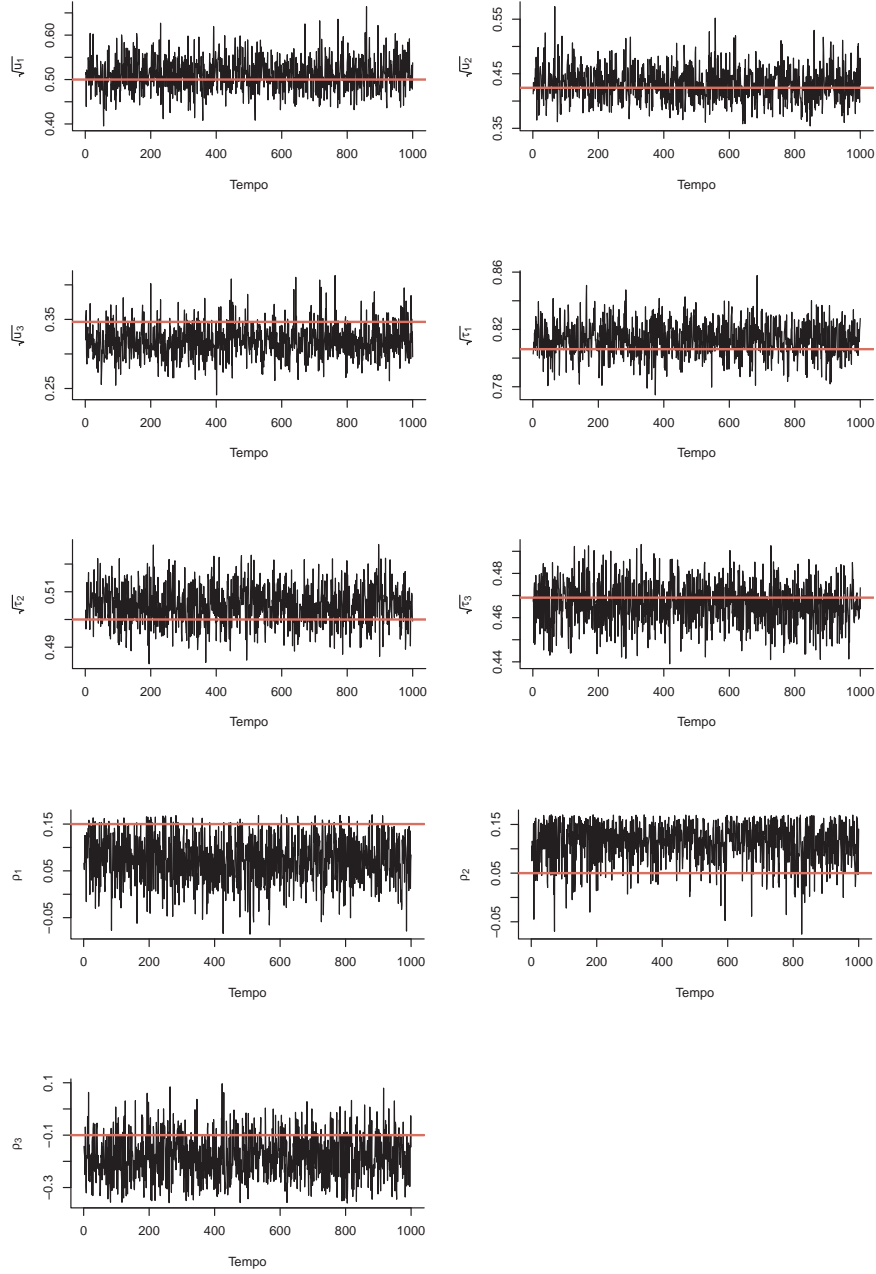 √u₁
0.40 0.50 0.60
0 200 400 600 800 1000
Tempo
√u₂
0.35 0.45 0.55
0 200 400 600 800 1000
Tempo
√u₃
0.25 0.35
0 200 400 600 800 1000
Tempo
√τ₁
0.78 0.82 0.86
0 200 400 600 800 1000
Tempo
√τ₂
0.49 0.51
0 200 400 600 800 1000
Tempo
√τ₃
0.44 0.46 0.48
0 200 400 600 800 1000
Tempo
ρ₁
−0.05 0.05 0.15
0 200 400 600 800 1000
Tempo
ρ₂
−0.05 0.05 0.15
0 200 400 600 800 1000
Tempo
ρ₃
−0.3 −0.1 0.1
0 200 400 600 800 1000
Tempo